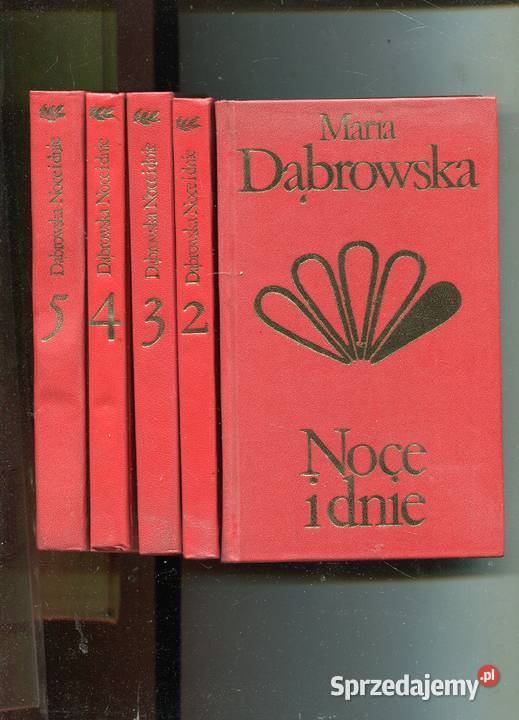 Dąbrowska Noce i dnie
5
Dąbrowska Noce i dnie
4
Dąbrowska Noce i dnie
3
Dąbrowska Noce i dnie
2
Maria
Dąbrowska
Noce
i dnie
Sprzedajemy.pl